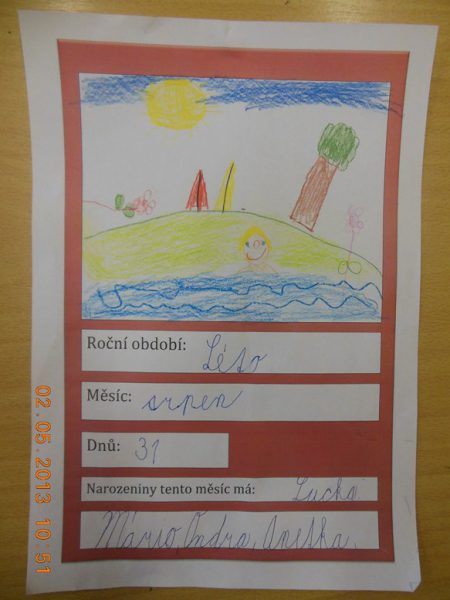 Roční období: Léto
Měsíc: srpen
Dnů: 31
Narozeniny tento měsíc má: Lucka
Mário, Ondra, Anetka,
02.05.2013 10:51